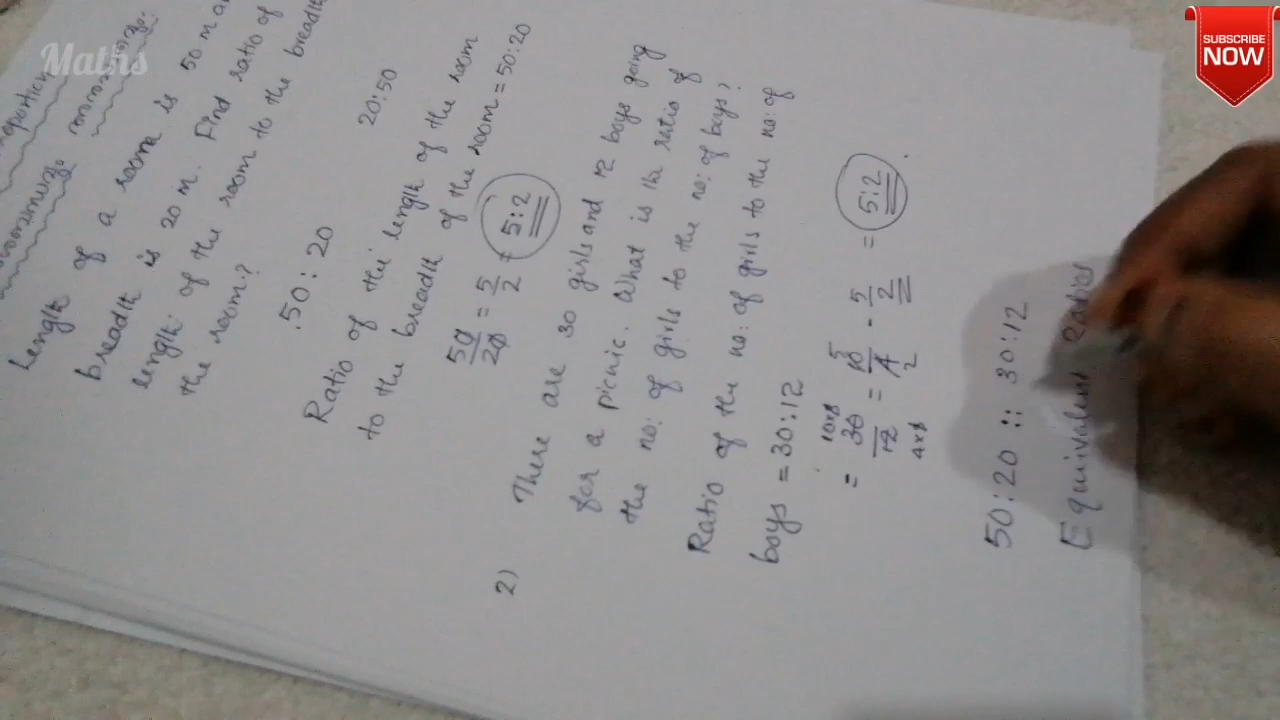 Maths
SUBSCRIBE
NOW
Length of a room is 50 m
breadth is 20 m. Find ratio of
length of the room to the breadth
the room?
50 : 20
20:50
Ratio of the length of the room
to the breadth of the room = 50:20
50/20 = 5/2 = 5:2
2) There are 30 girls and 12 boys going
for a picnic. What is the ratio of
the no: of girls to the no: of boys?
Ratio of the no: of girls to the no: of
boys = 30:12
= 30/12 = 10/4 = 5/2 = 5:2
50:20 :: 30:12
Equivalent